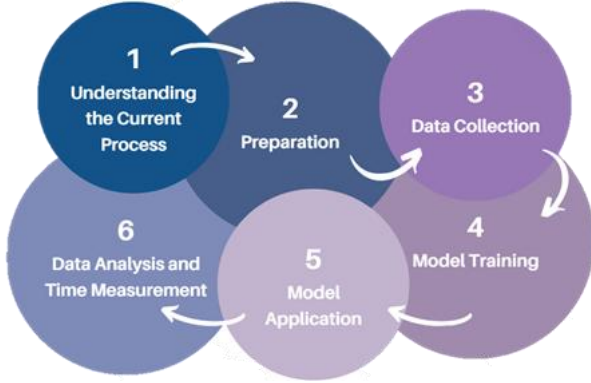 1
Understanding
the Current
Process
2
Preparation
3
Data Collection
4
Model Training
5
Model
Application
6
Data Analysis and
Time Measurement